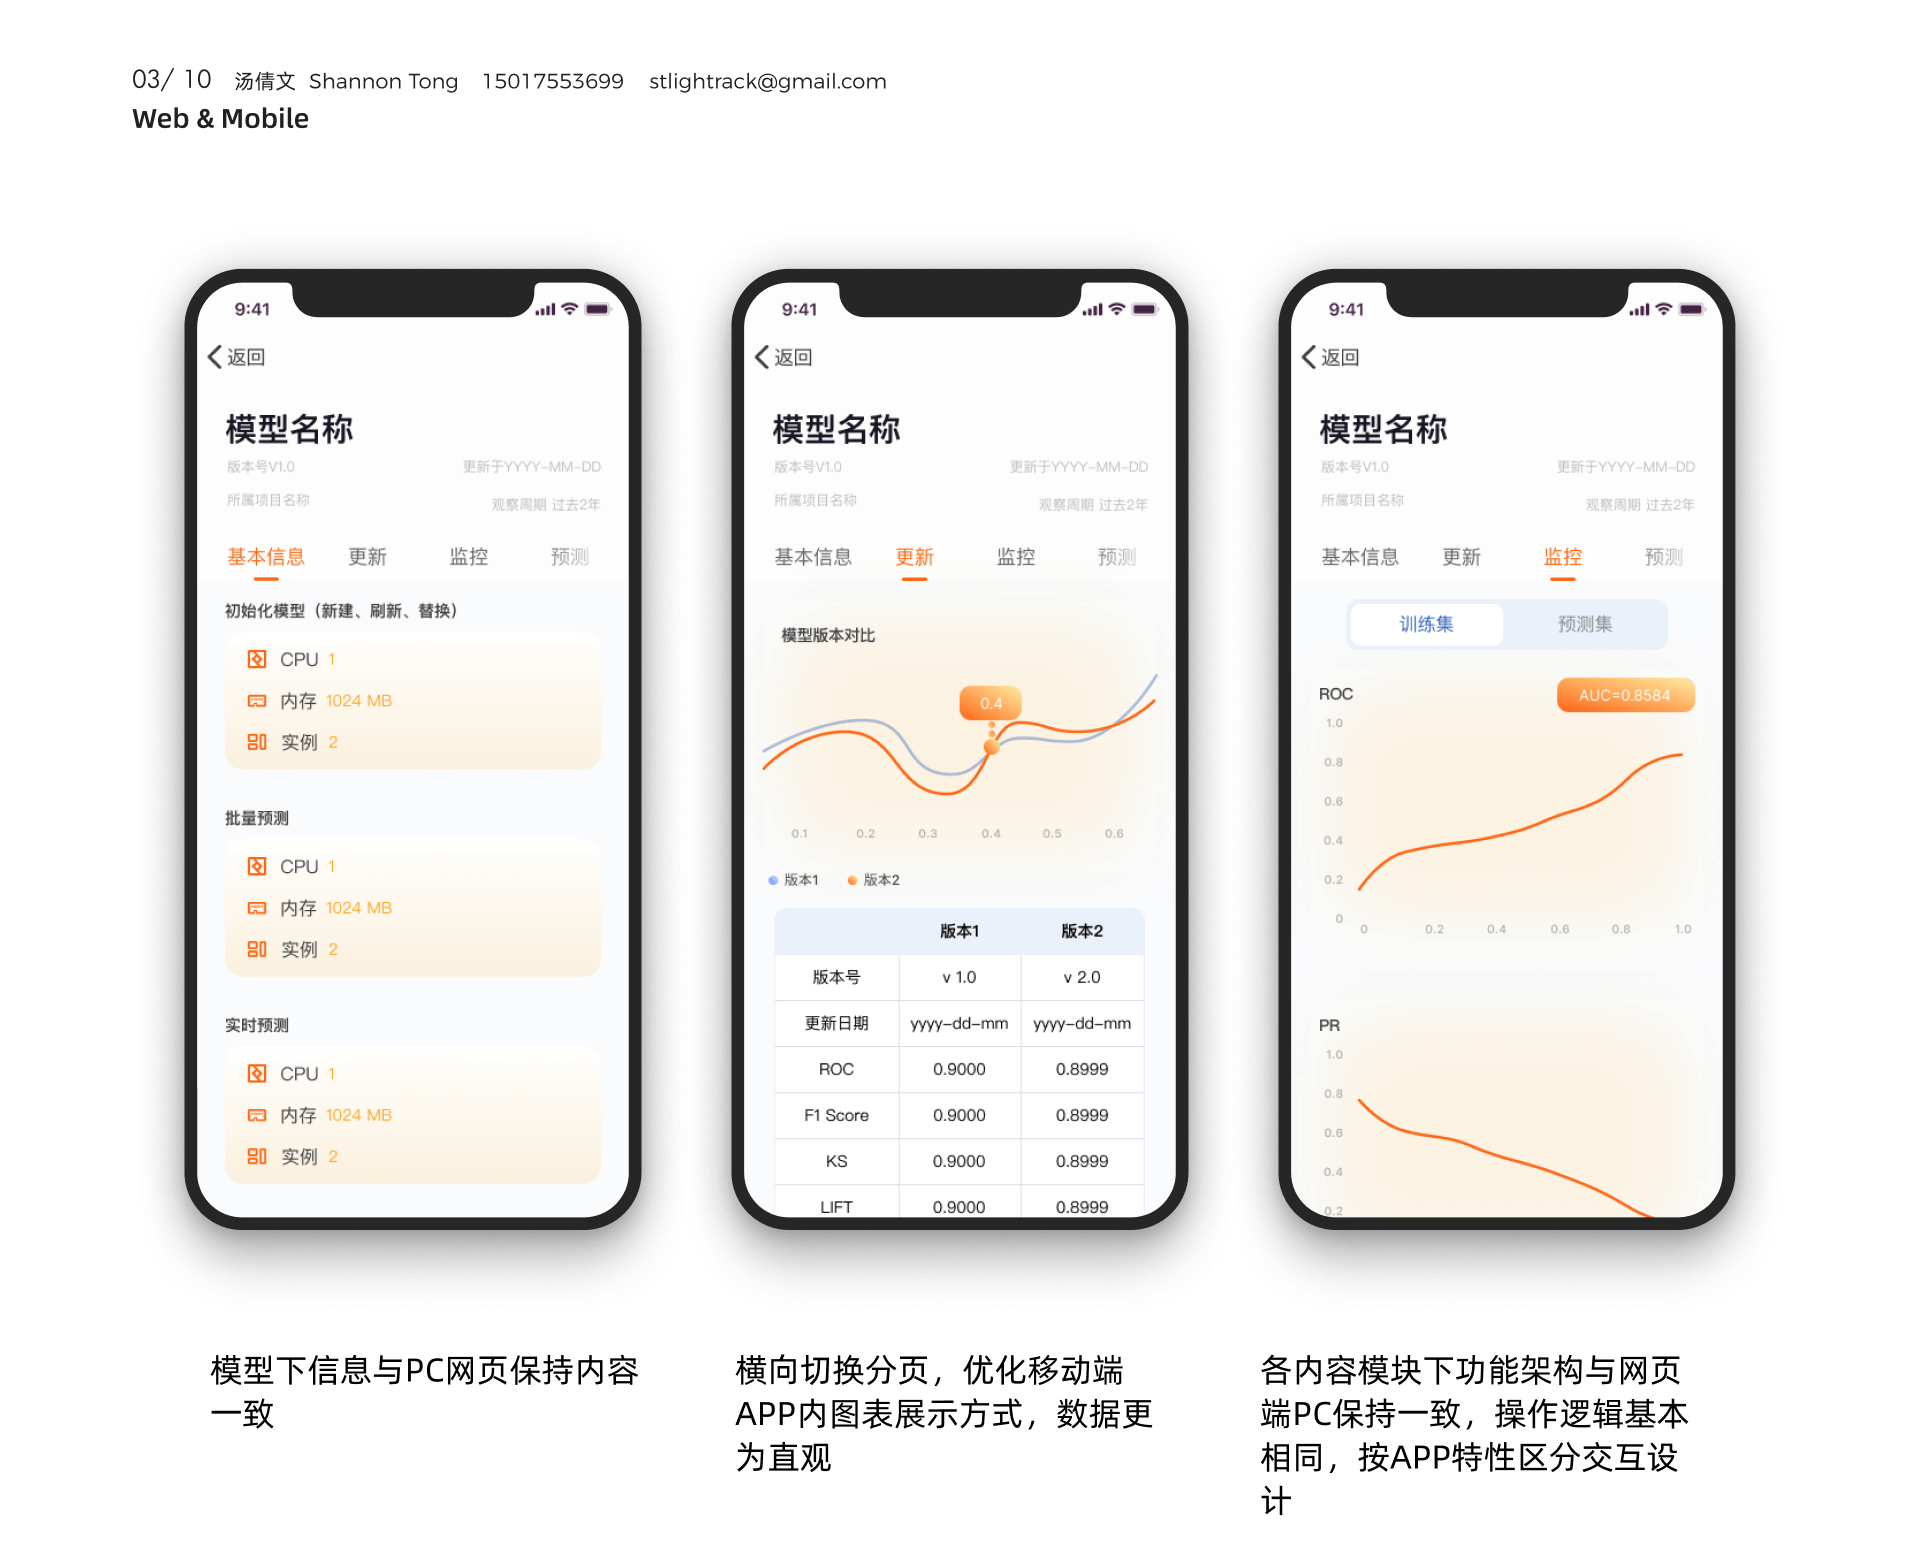 03/ 10 汤倩文 Shannon Tong 15017553699 stlightrack@gmail.com
Web & Mobile
9:41
返回
模型名称
版本号V1.0 更新于YYYY-MM-DD
所属项目名称 观察周期 过去2年
基本信息 更新 监控 预测
初始化模型（新建、刷新、替换）
CPU 1
内存 1024 MB
实例 2
批量预测
CPU 1
内存 1024 MB
实例 2
实时预测
CPU 1
内存 1024 MB
实例 2
模型下信息与PC网页保持内容
一致
9:41
返回
模型名称
版本号V1.0 更新于YYYY-MM-DD
所属项目名称 观察周期 过去2年
基本信息 更新 监控 预测
模型版本对比
0.4
0.1 0.2 0.3 0.4 0.5 0.6
版本1 版本2
版本1 版本2
版本号 v 1.0 v 2.0
更新日期 yyyy-dd-mm yyyy-dd-mm
ROC 0.9000 0.8999
F1 Score 0.9000 0.8999
KS 0.9000 0.8999
LIFT 0.9000 0.8999
横向切换分页，优化移动端
APP内图表展示方式，数据更
为直观
9:41
返回
模型名称
版本号V1.0 更新于YYYY-MM-DD
所属项目名称 观察周期 过去2年
基本信息 更新 监控 预测
训练集 预测集
ROC AUC=0.8584
1.0
0.8
0.6
0.4
0.2
0
0 0.2 0.4 0.6 0.8 1.0
PR
1.0
0.8
0.6
0.4
0.2
各内容模块下功能架构与网页
端PC保持一致，操作逻辑基本
相同，按APP特性区分交互设
计